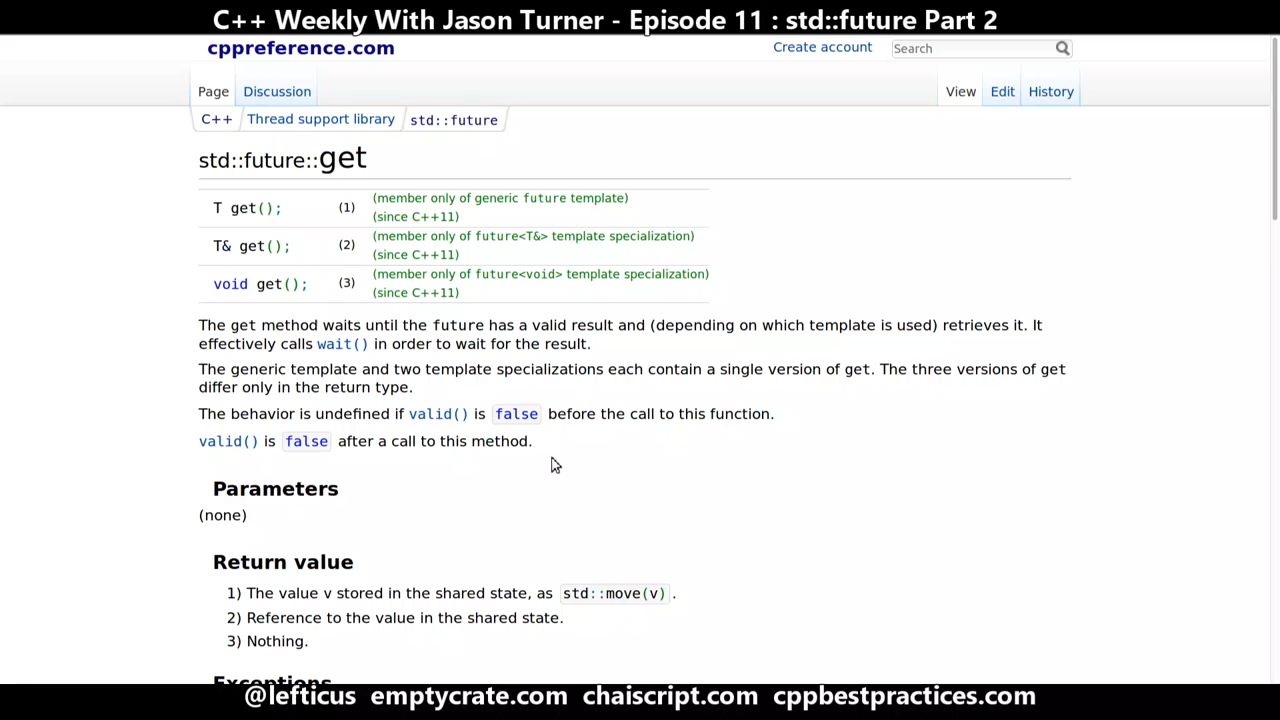 C++ Weekly With Jason Turner - Episode 11 : std::future Part 2
cppreference.com
Create account
Search
Page
Discussion
View
Edit
History
C++
Thread support library
std::future
std::future::get
T get(); (1) (member only of generic future template)
(since C++11)
T& get(); (2) (member only of future<T&> template specialization)
(since C++11)
void get(); (3) (member only of future<void> template specialization)
(since C++11)
The get method waits until the future has a valid result and (depending on which template is used) retrieves it. It
effectively calls wait() in order to wait for the result.
The generic template and two template specializations each contain a single version of get. The three versions of get
differ only in the return type.
The behavior is undefined if valid() is false before the call to this function.
valid() is false after a call to this method.
Parameters
(none)
Return value
1) The value v stored in the shared state, as std::move(v).
2) Reference to the value in the shared state.
3) Nothing.
Exceptions
@lefticus emptycrate.com chaiscript.com cppbestpractices.com